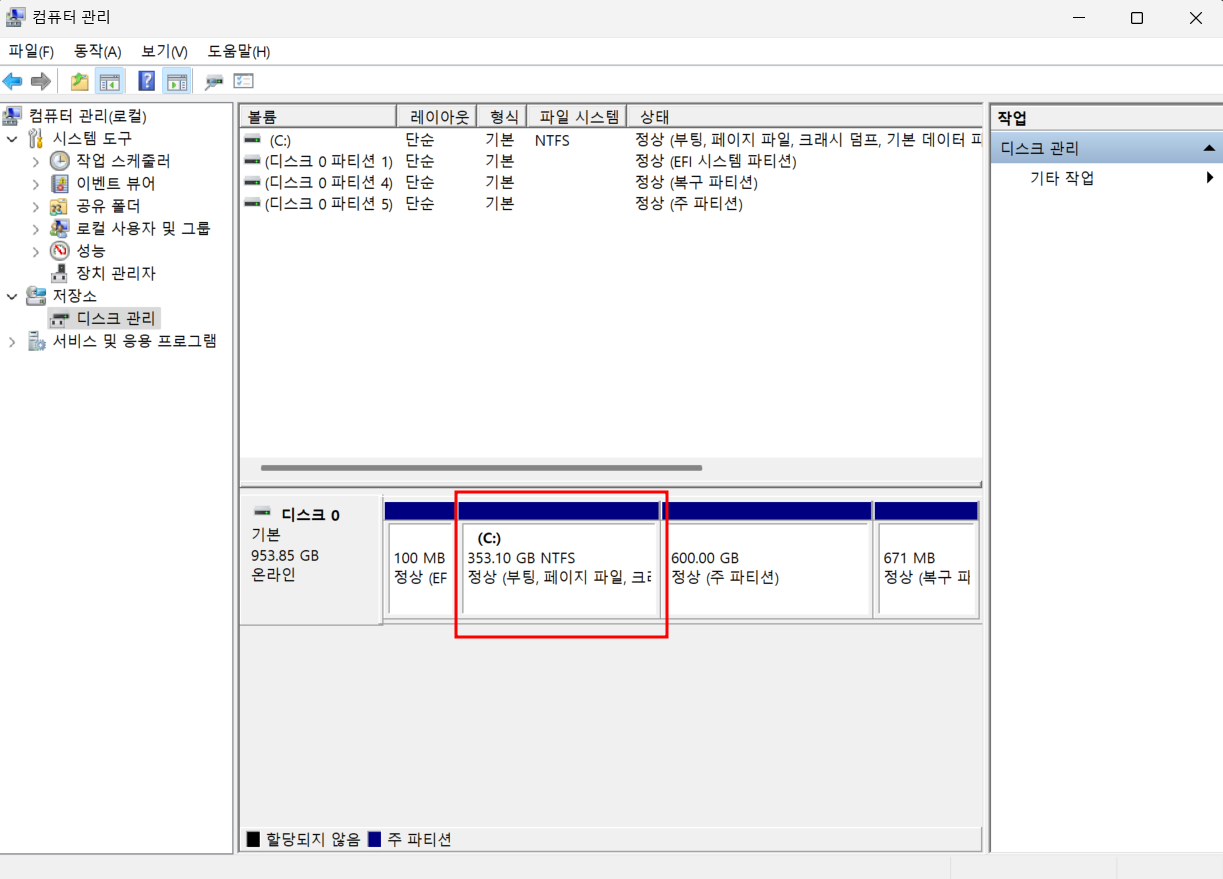 컴퓨터 관리
파일(F) 동작(A) 보기(V) 도움말(H)
컴퓨터 관리(로컬)
시스템 도구
작업 스케줄러
이벤트 뷰어
공유 폴더
로컬 사용자 및 그룹
성능
장치 관리자
저장소
디스크 관리
서비스 및 응용 프로그램
볼륨 레이아웃 형식 파일 시스템 상태
(C:) 단순 기본 NTFS 정상 (부팅, 페이지 파일, 크래시 덤프, 기본 데이터 파
(디스크 0 파티션 1) 단순 기본 정상 (EFI 시스템 파티션)
(디스크 0 파티션 4) 단순 기본 정상 (복구 파티션)
(디스크 0 파티션 5) 단순 기본 정상 (주 파티션)
디스크 0
기본
953.85 GB
온라인
100 MB
정상 (EF
(C:)
353.10 GB NTFS
정상 (부팅, 페이지 파일, 크래
600.00 GB
정상 (주 파티션)
671 MB
정상 (복구 파
할당되지 않음 주 파티션
작업
디스크 관리
기타 작업